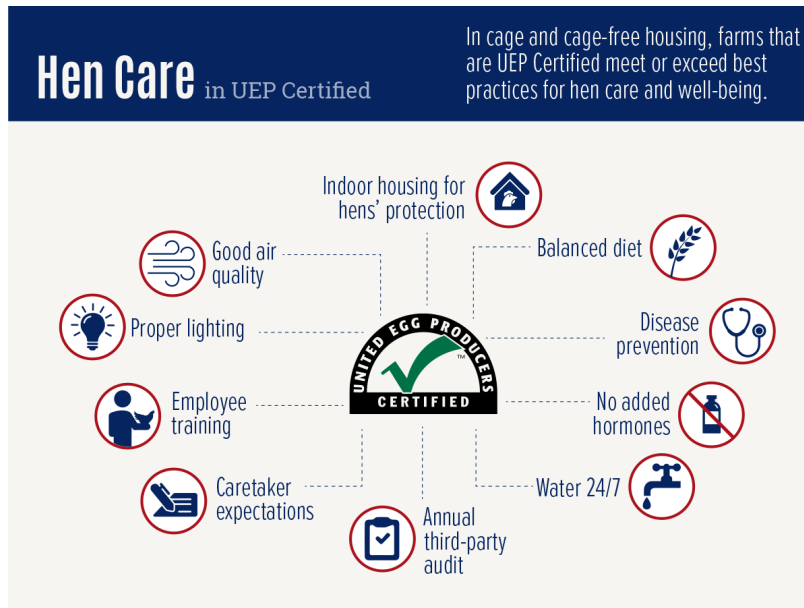 Hen Care in UEP Certified
In cage and cage-free housing, farms that
are UEP Certified meet or exceed best
practices for hen care and well-being.
Indoor housing for
hens' protection
Good air
quality
Balanced diet
Proper lighting
Disease
prevention
UNITED EGG PRODUCERS
TM
CERTIFIED
Employee
training
No added
hormones
Caretaker
expectations
Water 24/7
Annual
third-party
audit